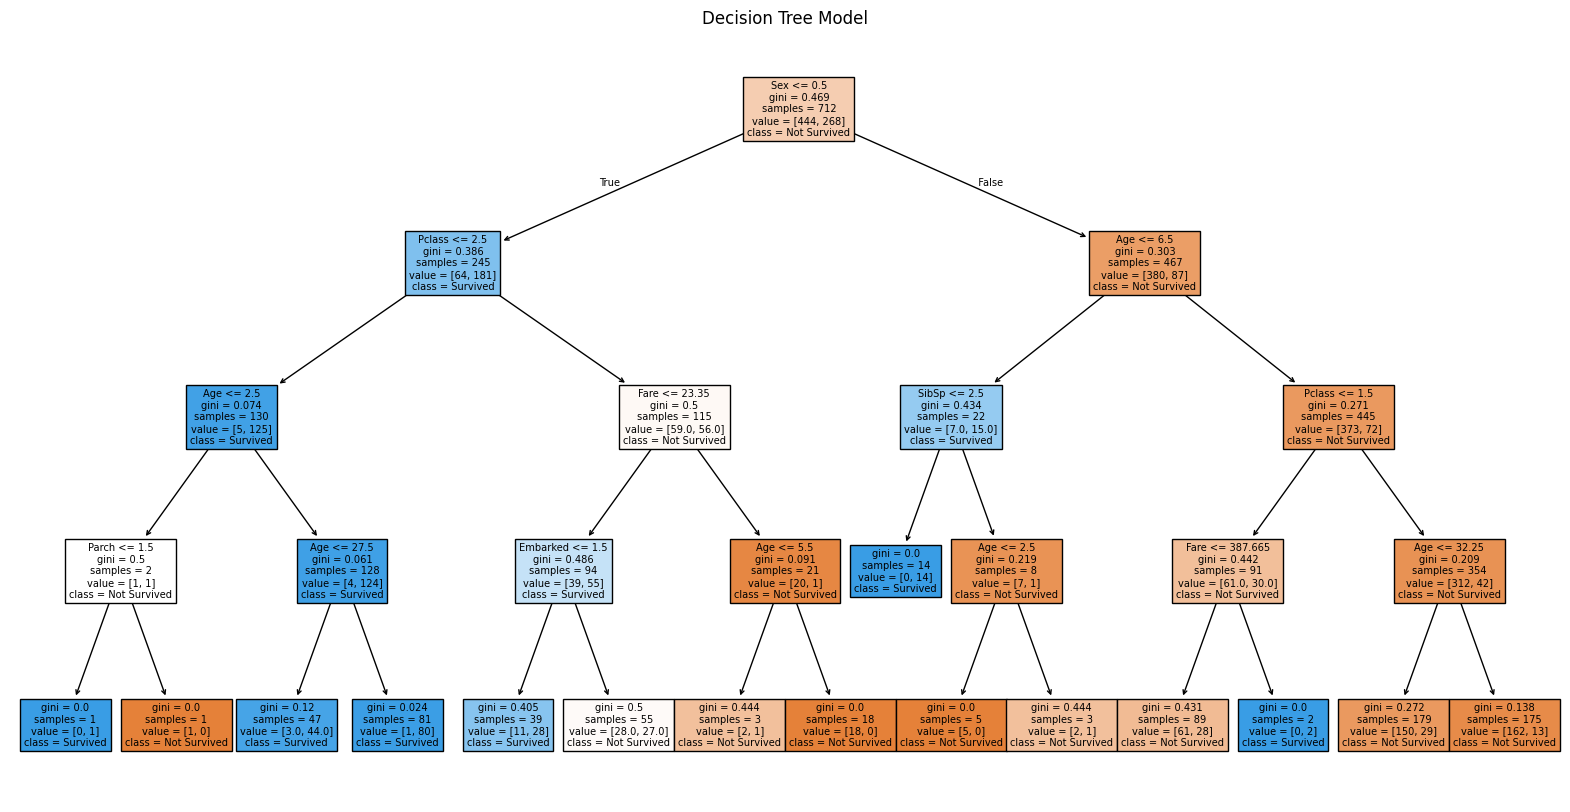 Decision Tree Model
Sex <= 0.5
gini = 0.469
samples = 712
value = [444, 268]
class = Not Survived
True
False
Pclass <= 2.5
gini = 0.386
samples = 245
value = [64, 181]
class = Survived
Age <= 6.5
gini = 0.303
samples = 467
value = [380, 87]
class = Not Survived
Age <= 2.5
gini = 0.074
samples = 130
value = [5, 125]
class = Survived
Fare <= 23.35
gini = 0.5
samples = 115
value = [59.0, 56.0]
class = Not Survived
SibSp <= 2.5
gini = 0.434
samples = 22
value = [7.0, 15.0]
class = Survived
Pclass <= 1.5
gini = 0.271
samples = 445
value = [373, 72]
class = Not Survived
Parch <= 1.5
gini = 0.5
samples = 2
value = [1, 1]
class = Not Survived
Age <= 27.5
gini = 0.061
samples = 128
value = [4, 124]
class = Survived
Embarked <= 1.5
gini = 0.486
samples = 94
value = [39, 55]
class = Survived
Age <= 5.5
gini = 0.091
samples = 21
value = [20, 1]
class = Not Survived
gini = 0.0
samples = 14
value = [0, 14]
class = Survived
Age <= 2.5
gini = 0.219
samples = 8
value = [7, 1]
class = Not Survived
Fare <= 387.665
gini = 0.442
samples = 91
value = [61.0, 30.0]
class = Not Survived
Age <= 32.25
gini = 0.209
samples = 354
value = [312, 42]
class = Not Survived
gini = 0.0
samples = 1
value = [0, 1]
class = Survived
gini = 0.0
samples = 1
value = [1, 0]
class = Not Survived
gini = 0.12
samples = 47
value = [3.0, 44.0]
class = Survived
gini = 0.024
samples = 81
value = [1, 80]
class = Survived
gini = 0.405
samples = 39
value = [11, 28]
class = Survived
gini = 0.5
samples = 55
value = [28.0, 27.0]
class = Not Survived
gini = 0.444
samples = 3
value = [2, 1]
class = Not Survived
gini = 0.0
samples = 18
value = [18, 0]
class = Not Survived
gini = 0.0
samples = 5
value = [5, 0]
class = Not Survived
gini = 0.444
samples = 3
value = [2, 1]
class = Not Survived
gini = 0.431
samples = 89
value = [61, 28]
class = Not Survived
gini = 0.0
samples = 2
value = [0, 2]
class = Survived
gini = 0.272
samples = 179
value = [150, 29]
class = Not Survived
gini = 0.138
samples = 175
value = [162, 13]
class = Not Survived